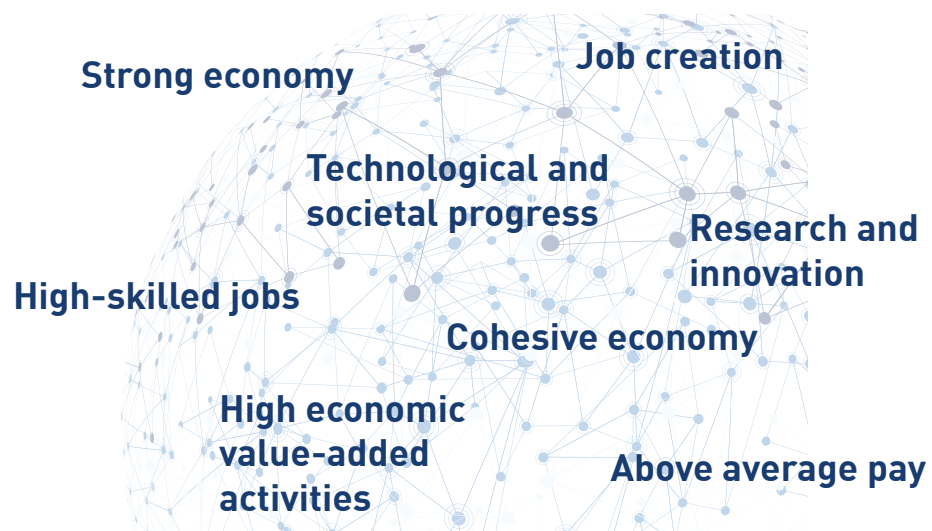 Job creation
Strong economy
Technological and
societal progress
Research and
innovation
High-skilled jobs
Cohesive economy
High economic
value-added
activities
Above average pay